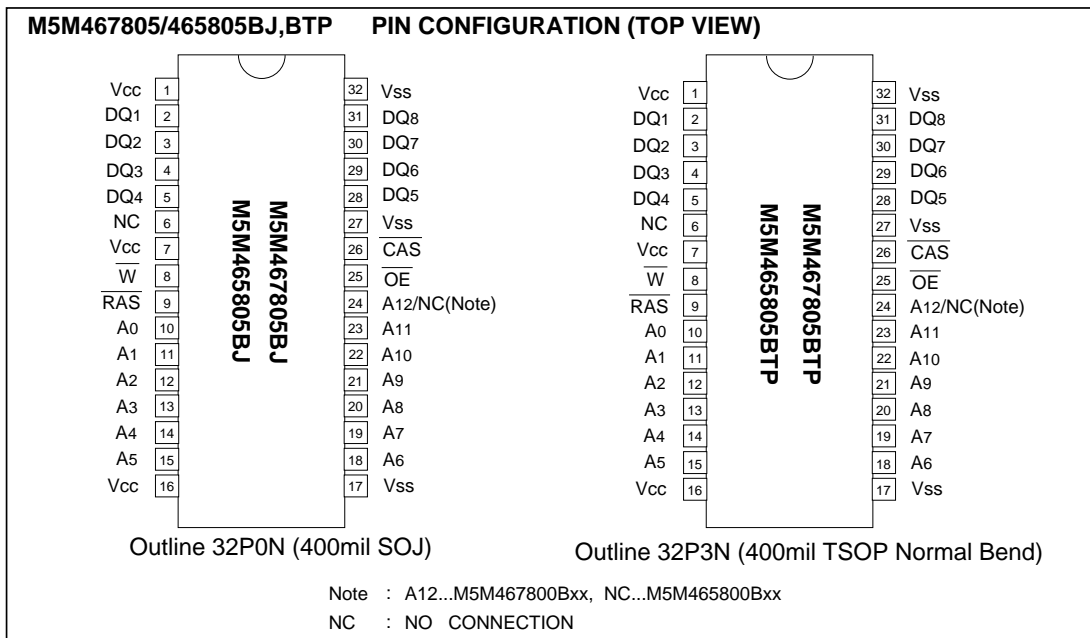 M5M467805/465805BJ,BTP PIN CONFIGURATION (TOP VIEW)
Vcc 1
DQ1 2
DQ2 3
DQ3 4
DQ4 5
NC 6
Vcc 7
W 8
RAS 9
A0 10
A1 11
A2 12
A3 13
A4 14
A5 15
Vcc 16
M5M467805BJ
M5M465805BJ
32 Vss
31 DQ8
30 DQ7
29 DQ6
28 DQ5
27 Vss
26 CAS
25 OE
24 A12/NC(Note)
23 A11
22 A10
21 A9
20 A8
19 A7
18 A6
17 Vss
Outline 32P0N (400mil SOJ)
Vcc 1
DQ1 2
DQ2 3
DQ3 4
DQ4 5
NC 6
Vcc 7
W 8
RAS 9
A0 10
A1 11
A2 12
A3 13
A4 14
A5 15
Vcc 16
M5M467805BTP
M5M465805BTP
32 Vss
31 DQ8
30 DQ7
29 DQ6
28 DQ5
27 Vss
26 CAS
25 OE
24 A12/NC(Note)
23 A11
22 A10
21 A9
20 A8
19 A7
18 A6
17 Vss
Outline 32P3N (400mil TSOP Normal Bend)
Note : A12...M5M467800Bxx, NC...M5M465800Bxx
NC : NO CONNECTION